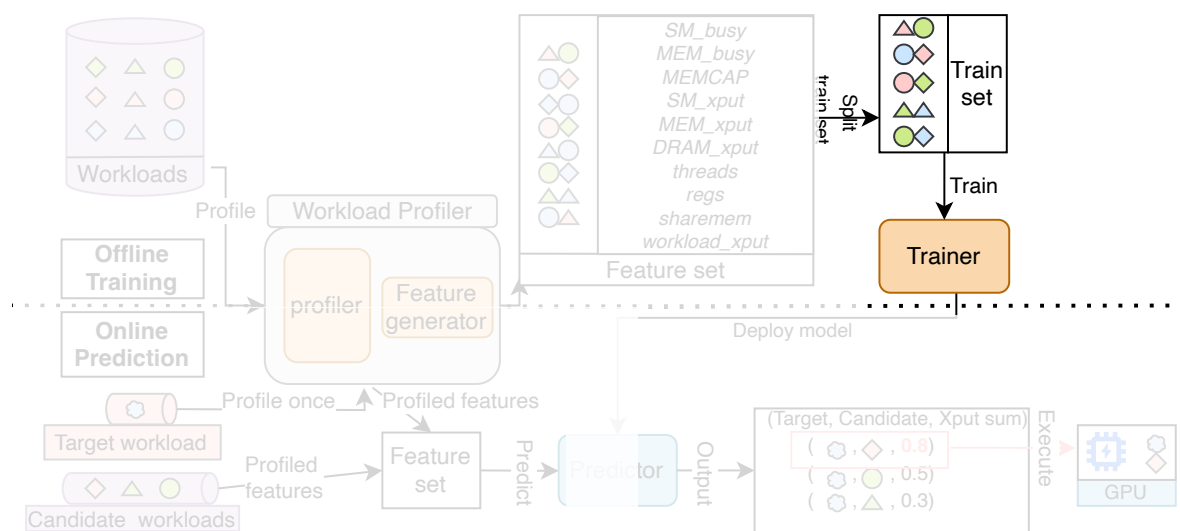 SM_busy
MEM_busy
MEMCAP
SM_xput
MEM_xput
DRAM_xput
threads
regs
sharemem
workload_xput
Feature set
Split
train set
Train
set
Train
Trainer
Workloads
Profile
Workload Profiler
profiler
Feature
generator
Offline
Training
Online
Prediction
Deploy model
Profile once
Profiled features
Target workload
Profiled
features
Candidate workloads
Feature
set
Predict
Predictor
Output
(Target, Candidate, Xput sum)
( , , 0.8)
( , , 0.5)
( , , 0.3)
Execute
GPU